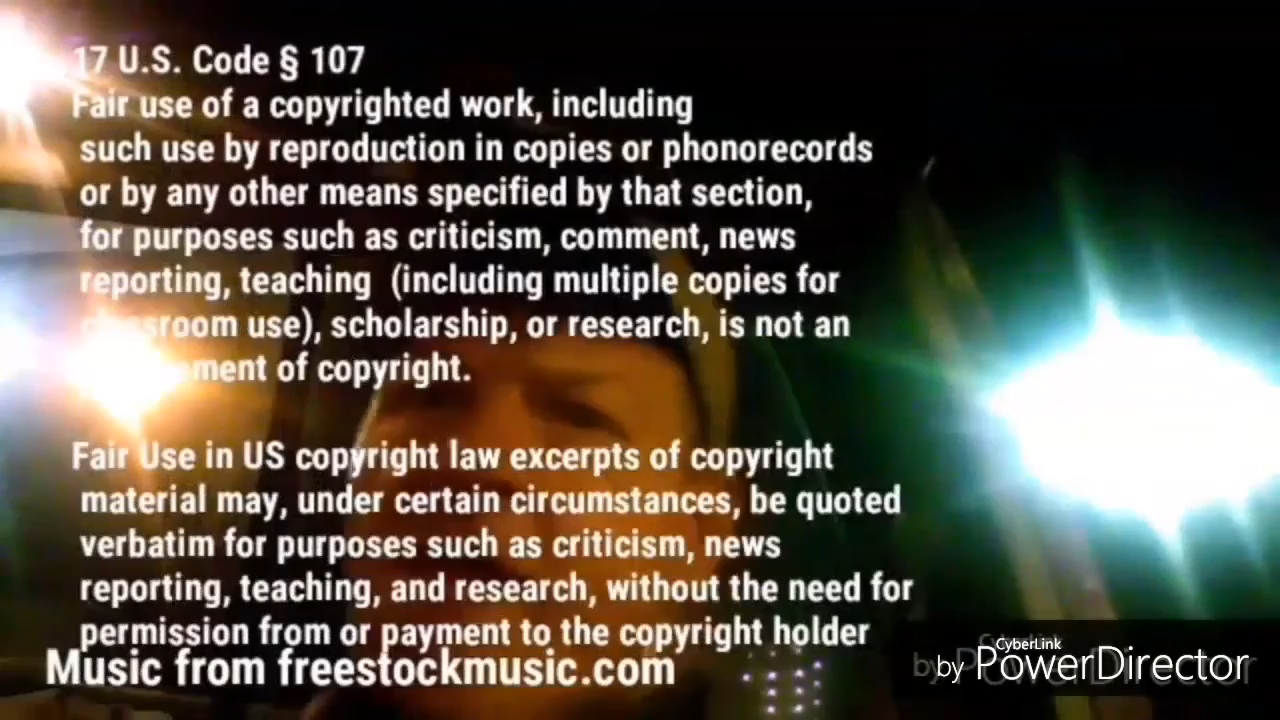 17 U.S. Code § 107
Fair use of a copyrighted work, including
such use by reproduction in copies or phonorecords
or by any other means specified by that section,
for purposes such as criticism, comment, news
reporting, teaching (including multiple copies for
classroom use), scholarship, or research, is not an
of copyright.
Fair Use in US copyright law excerpts of copyright
material may, under certain circumstances, be quoted
verbatim for purposes such as criticism, news
reporting, teaching, and research, without the need for
permission from or payment to the copyright holder
Music from freestockmusic.com
CyberLink
by PowerDirector